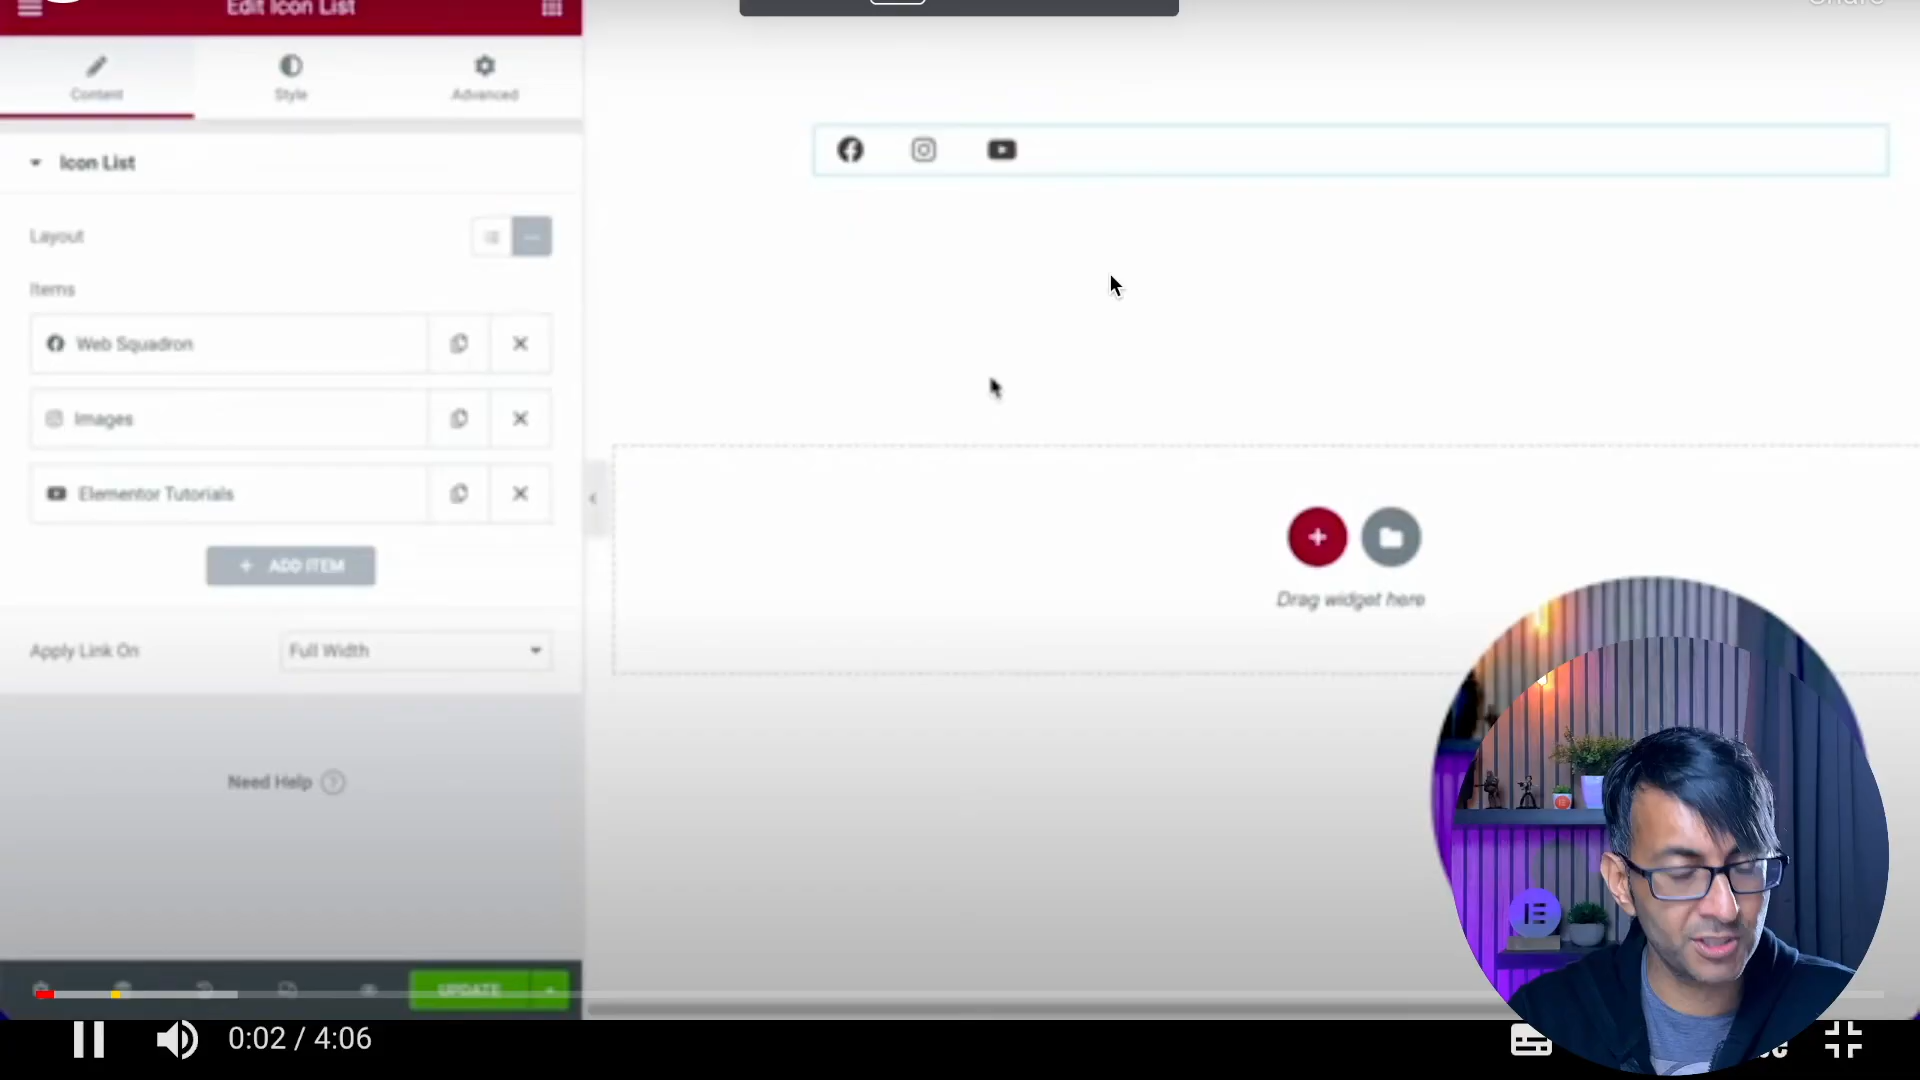 Edit Icon List
Share
Content
Style
Advanced
Icon List
Layout
Items
Web Squadron
Images
Elementor Tutorials
+ ADD ITEM
Apply Link On
Full Width
Drag widget here
Need Help ?
UPDATE
0:02 / 4:06